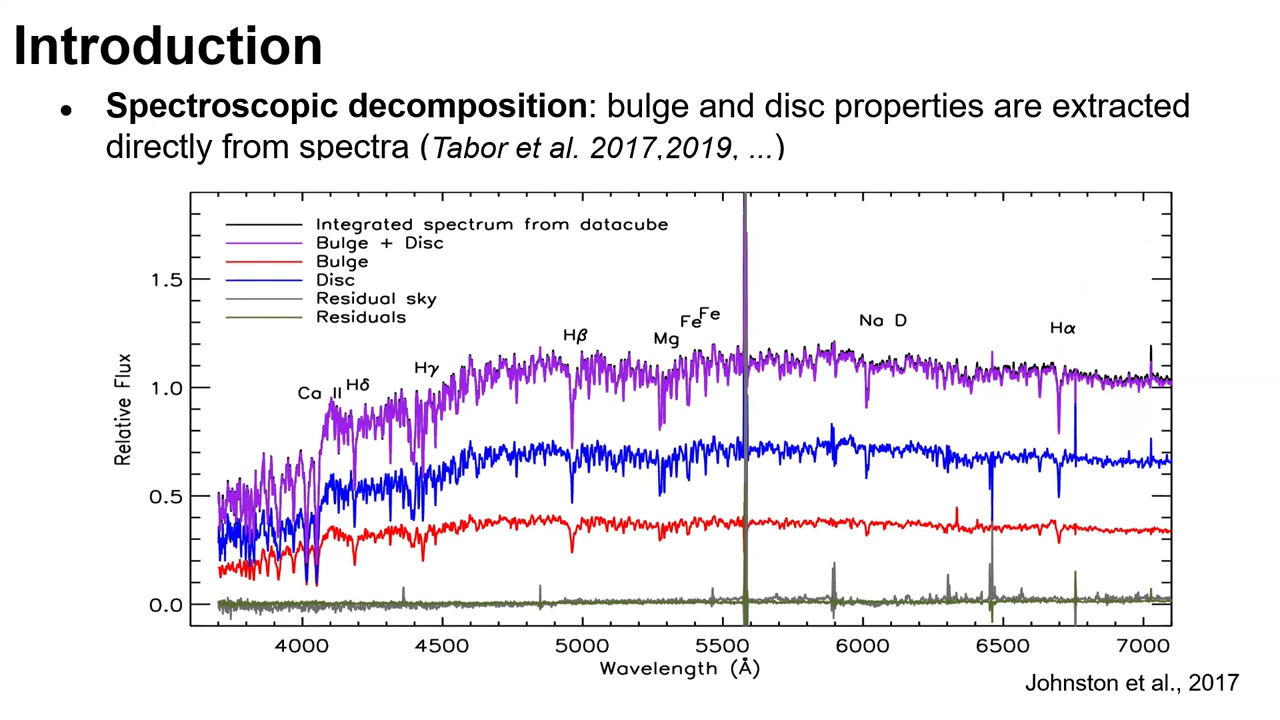 Introduction
● Spectroscopic decomposition: bulge and disc properties are extracted
directly from spectra (Tabor et al. 2017,2019, ...)
Integrated spectrum from datacube
Bulge + Disc
Bulge
Disc
Residual sky
Residuals
1.5
1.0
0.5
0.0
Relative Flux
Ca II
Hδ
Hγ
Hβ
Mg
Fe
Fe
Na D
Hα
4000 4500 5000 5500 6000 6500 7000
Wavelength (Å)
Johnston et al., 2017